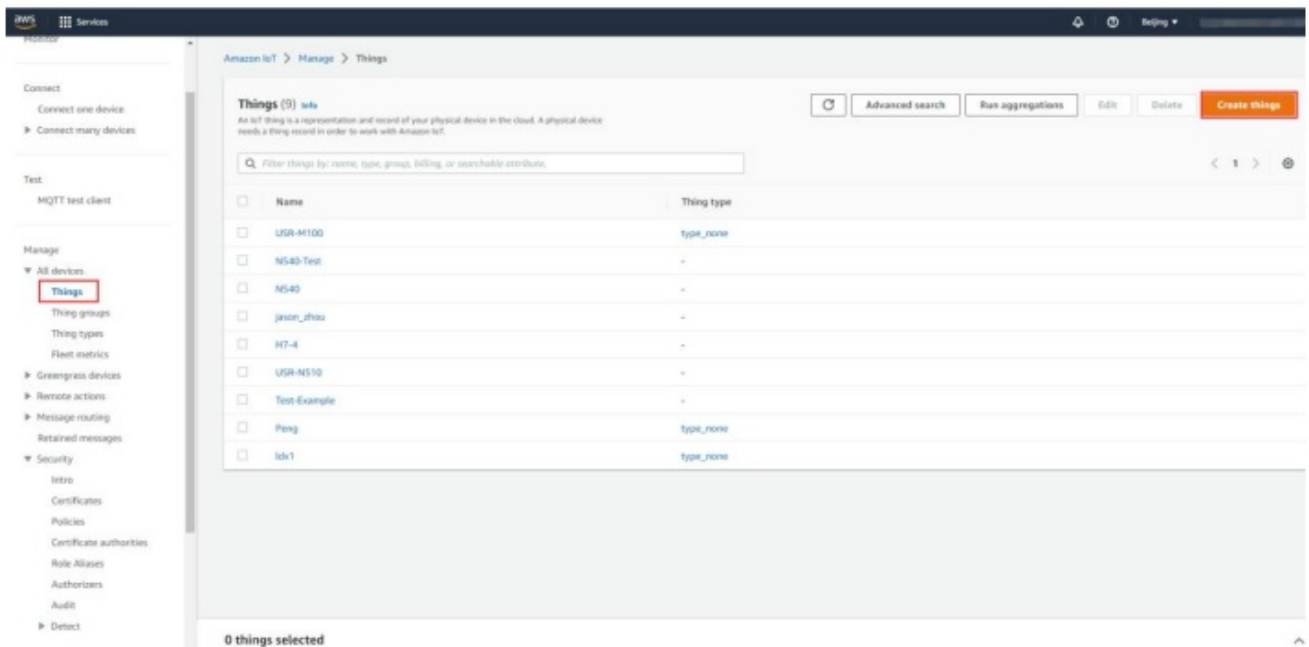 aws
Services
Beijing
Monitor
Connect
Connect one device
Connect many devices
Test
MQTT test client
Manage
All devices
Things
Thing groups
Thing types
Fleet metrics
Greengrass devices
Remote actions
Message routing
Retained messages
Security
Intro
Certificates
Policies
Certificate authorities
Role Aliases
Authorizers
Audit
Detect
Amazon IoT > Manage > Things
Things (9) Info
An IoT thing is a representation and record of your physical device in the cloud. A physical device
needs a thing record in order to work with Amazon IoT.
Advanced search
Run aggregations
Edit
Delete
Create things
Filter things by: name, type, group, billing, or searchable attribute.
< 1 >
Name Thing type
USR-M100 type_none
N540-Test -
N540 -
jason_zhou -
H7-4 -
USR-N510 -
Test-Example -
Peng type_none
type_none
0 things selected